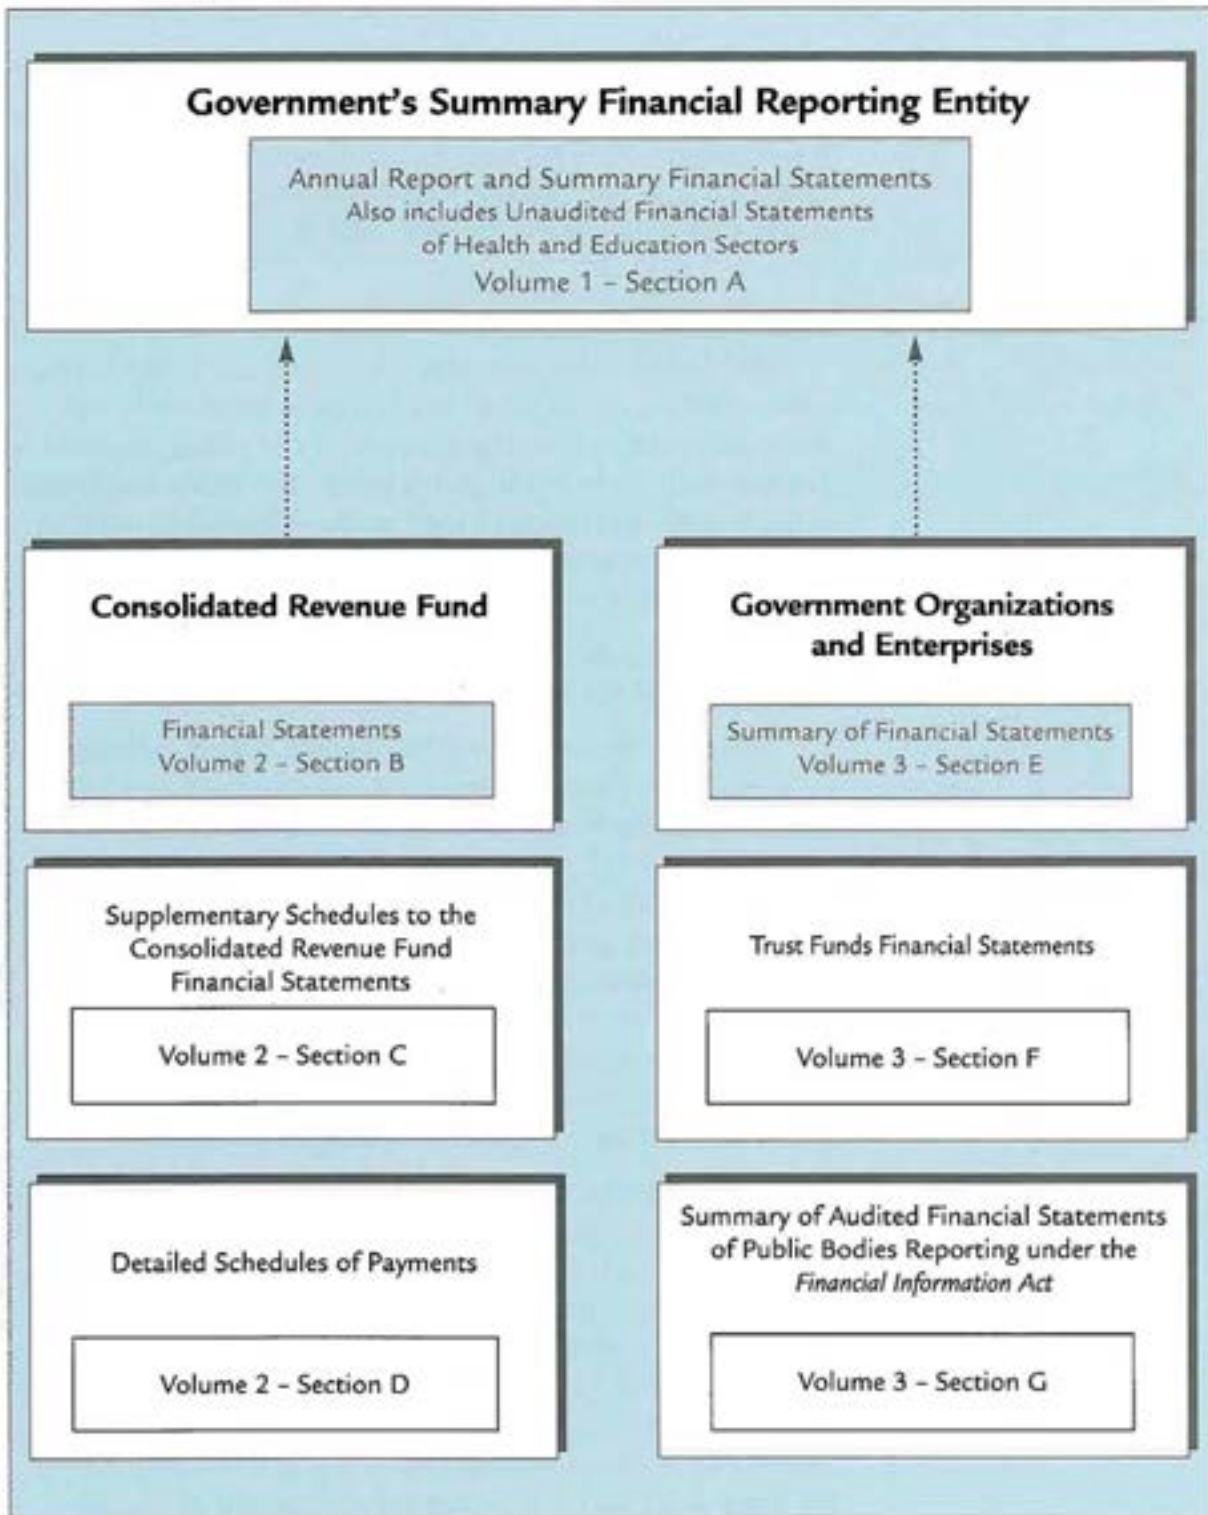 Government's Summary Financial Reporting Entity
Annual Report and Summary Financial Statements
Also includes Unaudited Financial Statements
of Health and Education Sectors
Volume 1 – Section A
Consolidated Revenue Fund
Financial Statements
Volume 2 – Section B
Supplementary Schedules to the
Consolidated Revenue Fund
Financial Statements
Volume 2 – Section C
Detailed Schedules of Payments
Volume 2 – Section D
Government Organizations
and Enterprises
Summary of Financial Statements
Volume 3 – Section E
Trust Funds Financial Statements
Volume 3 – Section F
Summary of Audited Financial Statements
of Public Bodies Reporting under the
Financial Information Act
Volume 3 – Section G